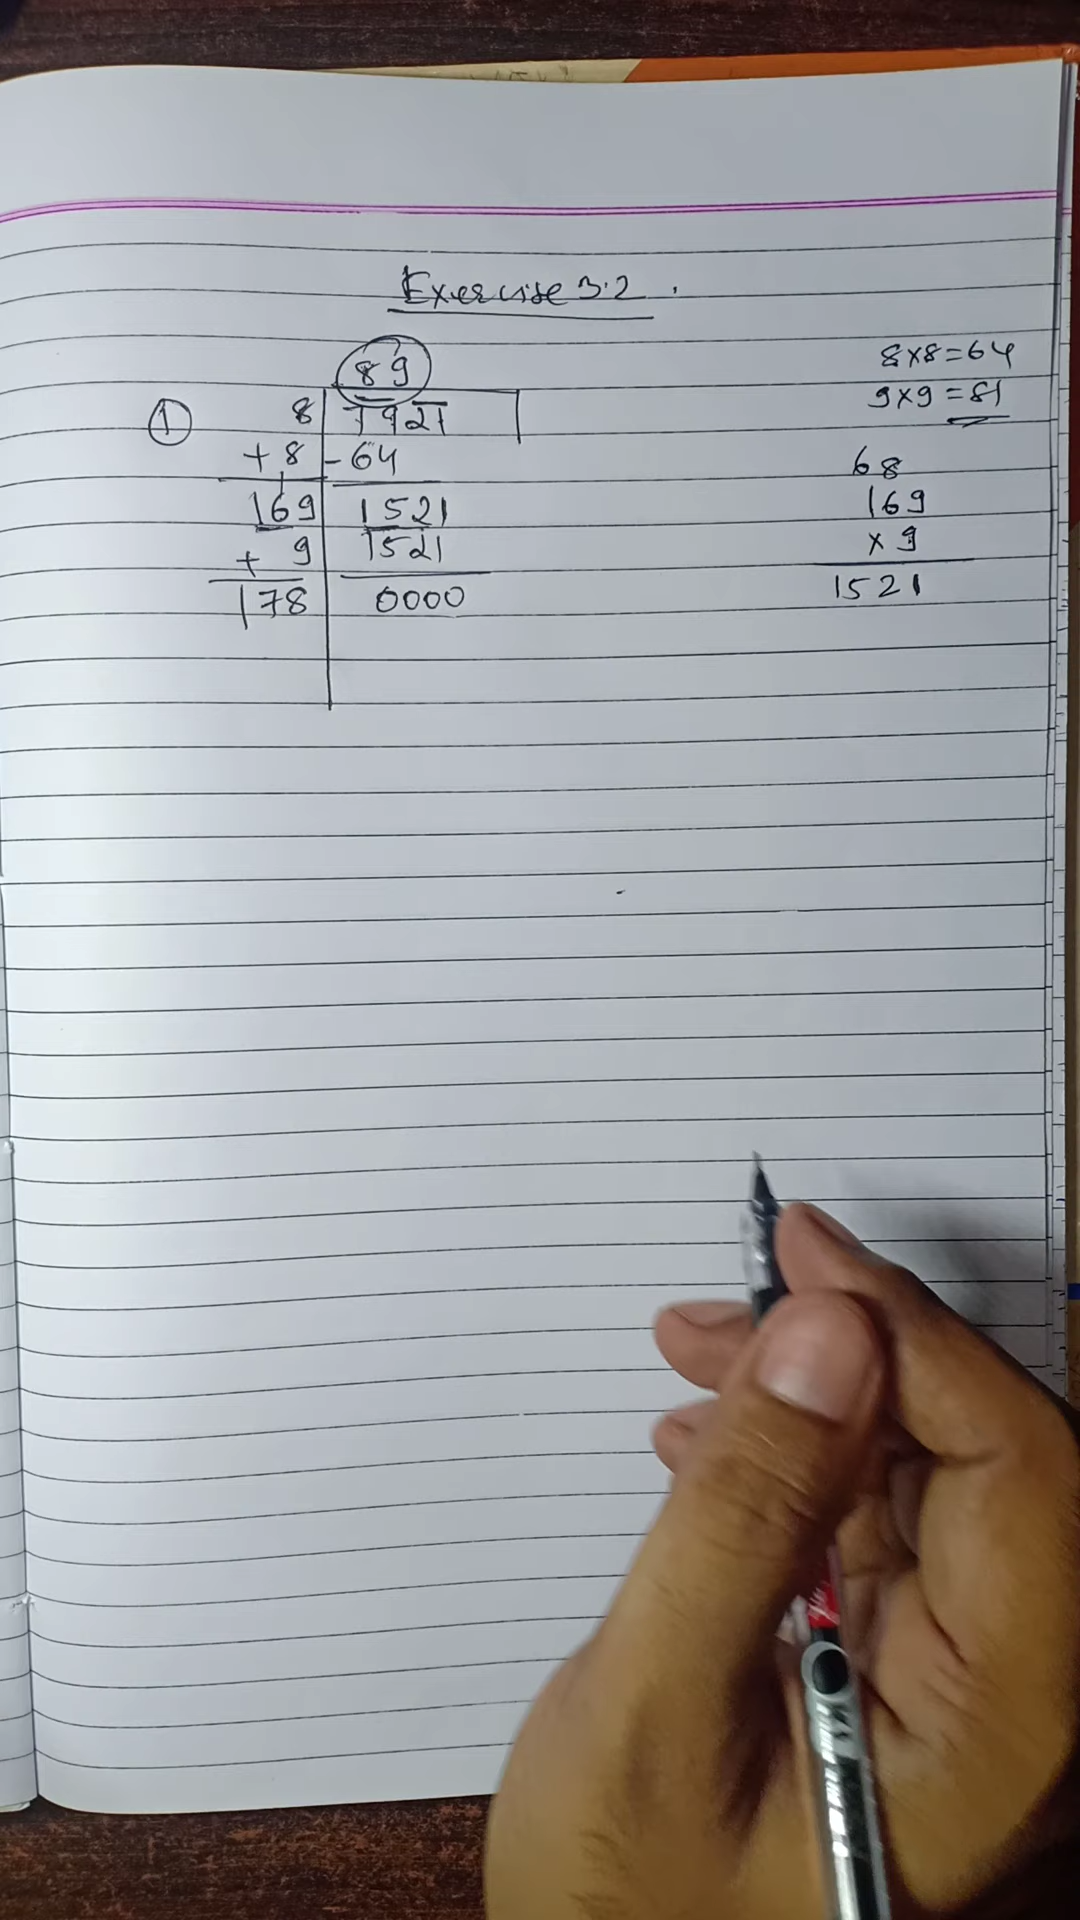 Exercise 3.2 .
89
① 8 7921
+ 8 - 64
169 1521
+ 9 1521
178 0000
8×8=64
9×9=81
68
169
× 9
1521